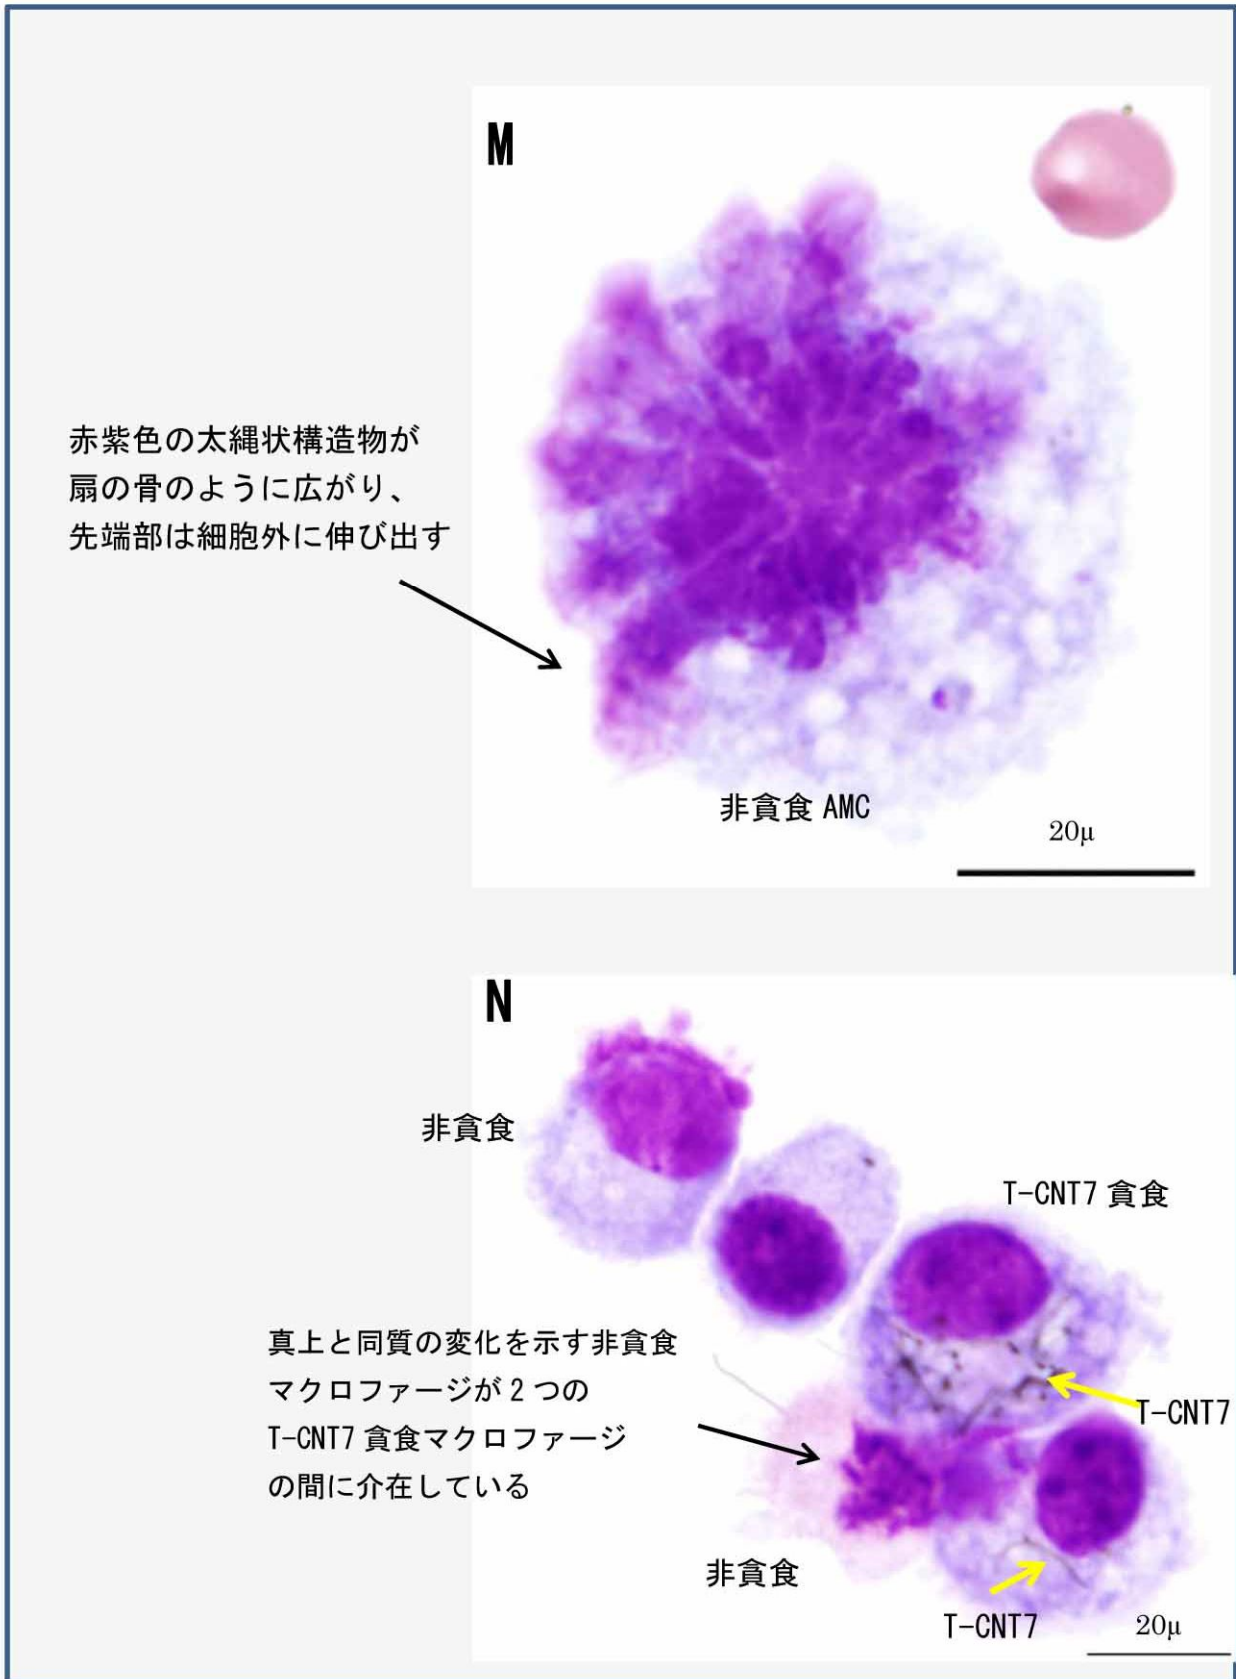 M
赤紫色の太縄状構造物が
扇の骨のように広がり、
先端部は細胞外に伸び出す
非貪食 AMC
20μ
N
非貪食
T-CNT7 貪食
真上と同質の変化を示す非貪食
マクロファージが 2 つの
T-CNT7 貪食マクロファージ
の間に介在している
T-CNT7
非貪食
T-CNT7
20μ